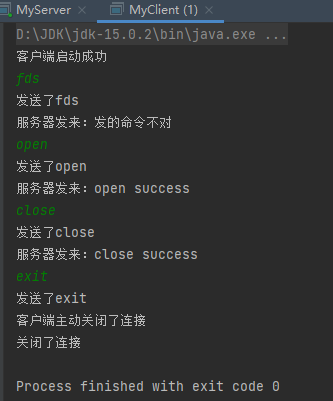 MyServer MyClient (1)
D:\JDK\jdk-15.0.2\bin\java.exe ...
客户端启动成功
fds
发送了fds
服务器发来: 发的命令不对
open
发送了open
服务器发来: open success
close
发送了close
服务器发来: close success
exit
发送了exit
客户端主动关闭了连接
关闭了连接
Process finished with exit code 0